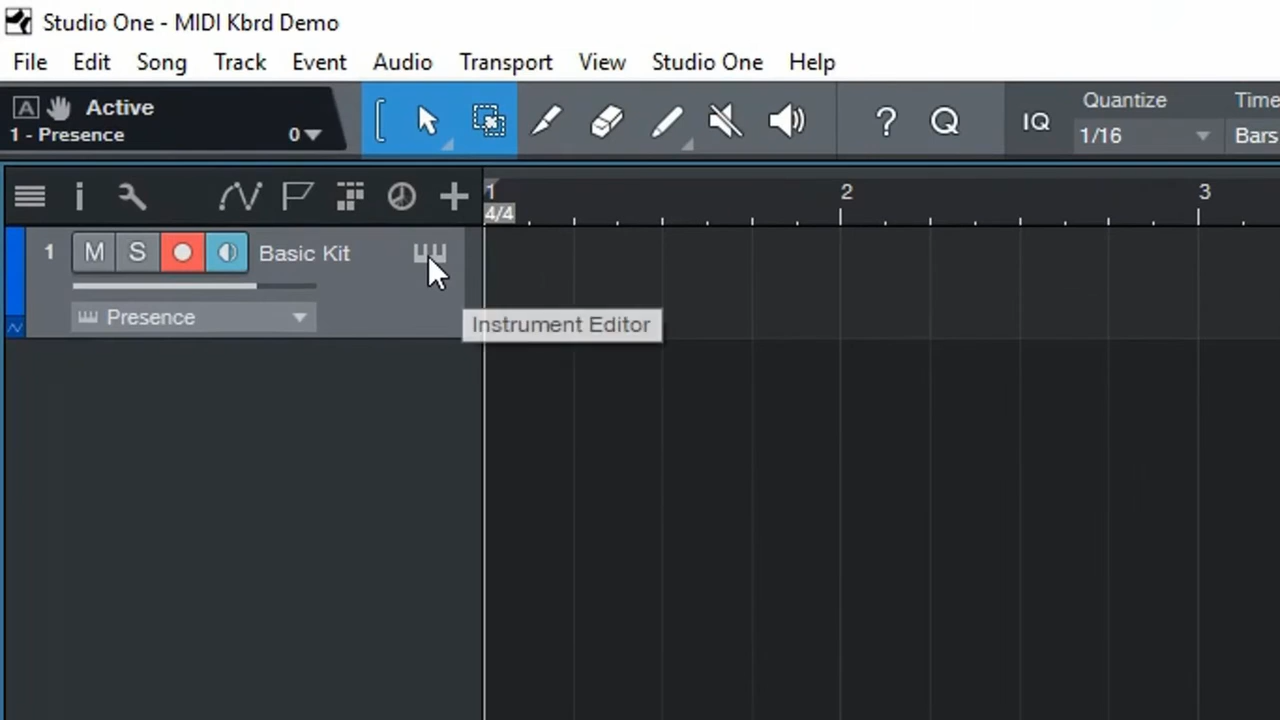 Studio One - MIDI Kbrd Demo
File Edit Song Track Event Audio Transport View Studio One Help
A Active
1 - Presence 0
? Q IQ Quantize Time
1/16 Bars
i 1 2 3
4/4
1 M S Basic Kit
Presence
Instrument Editor